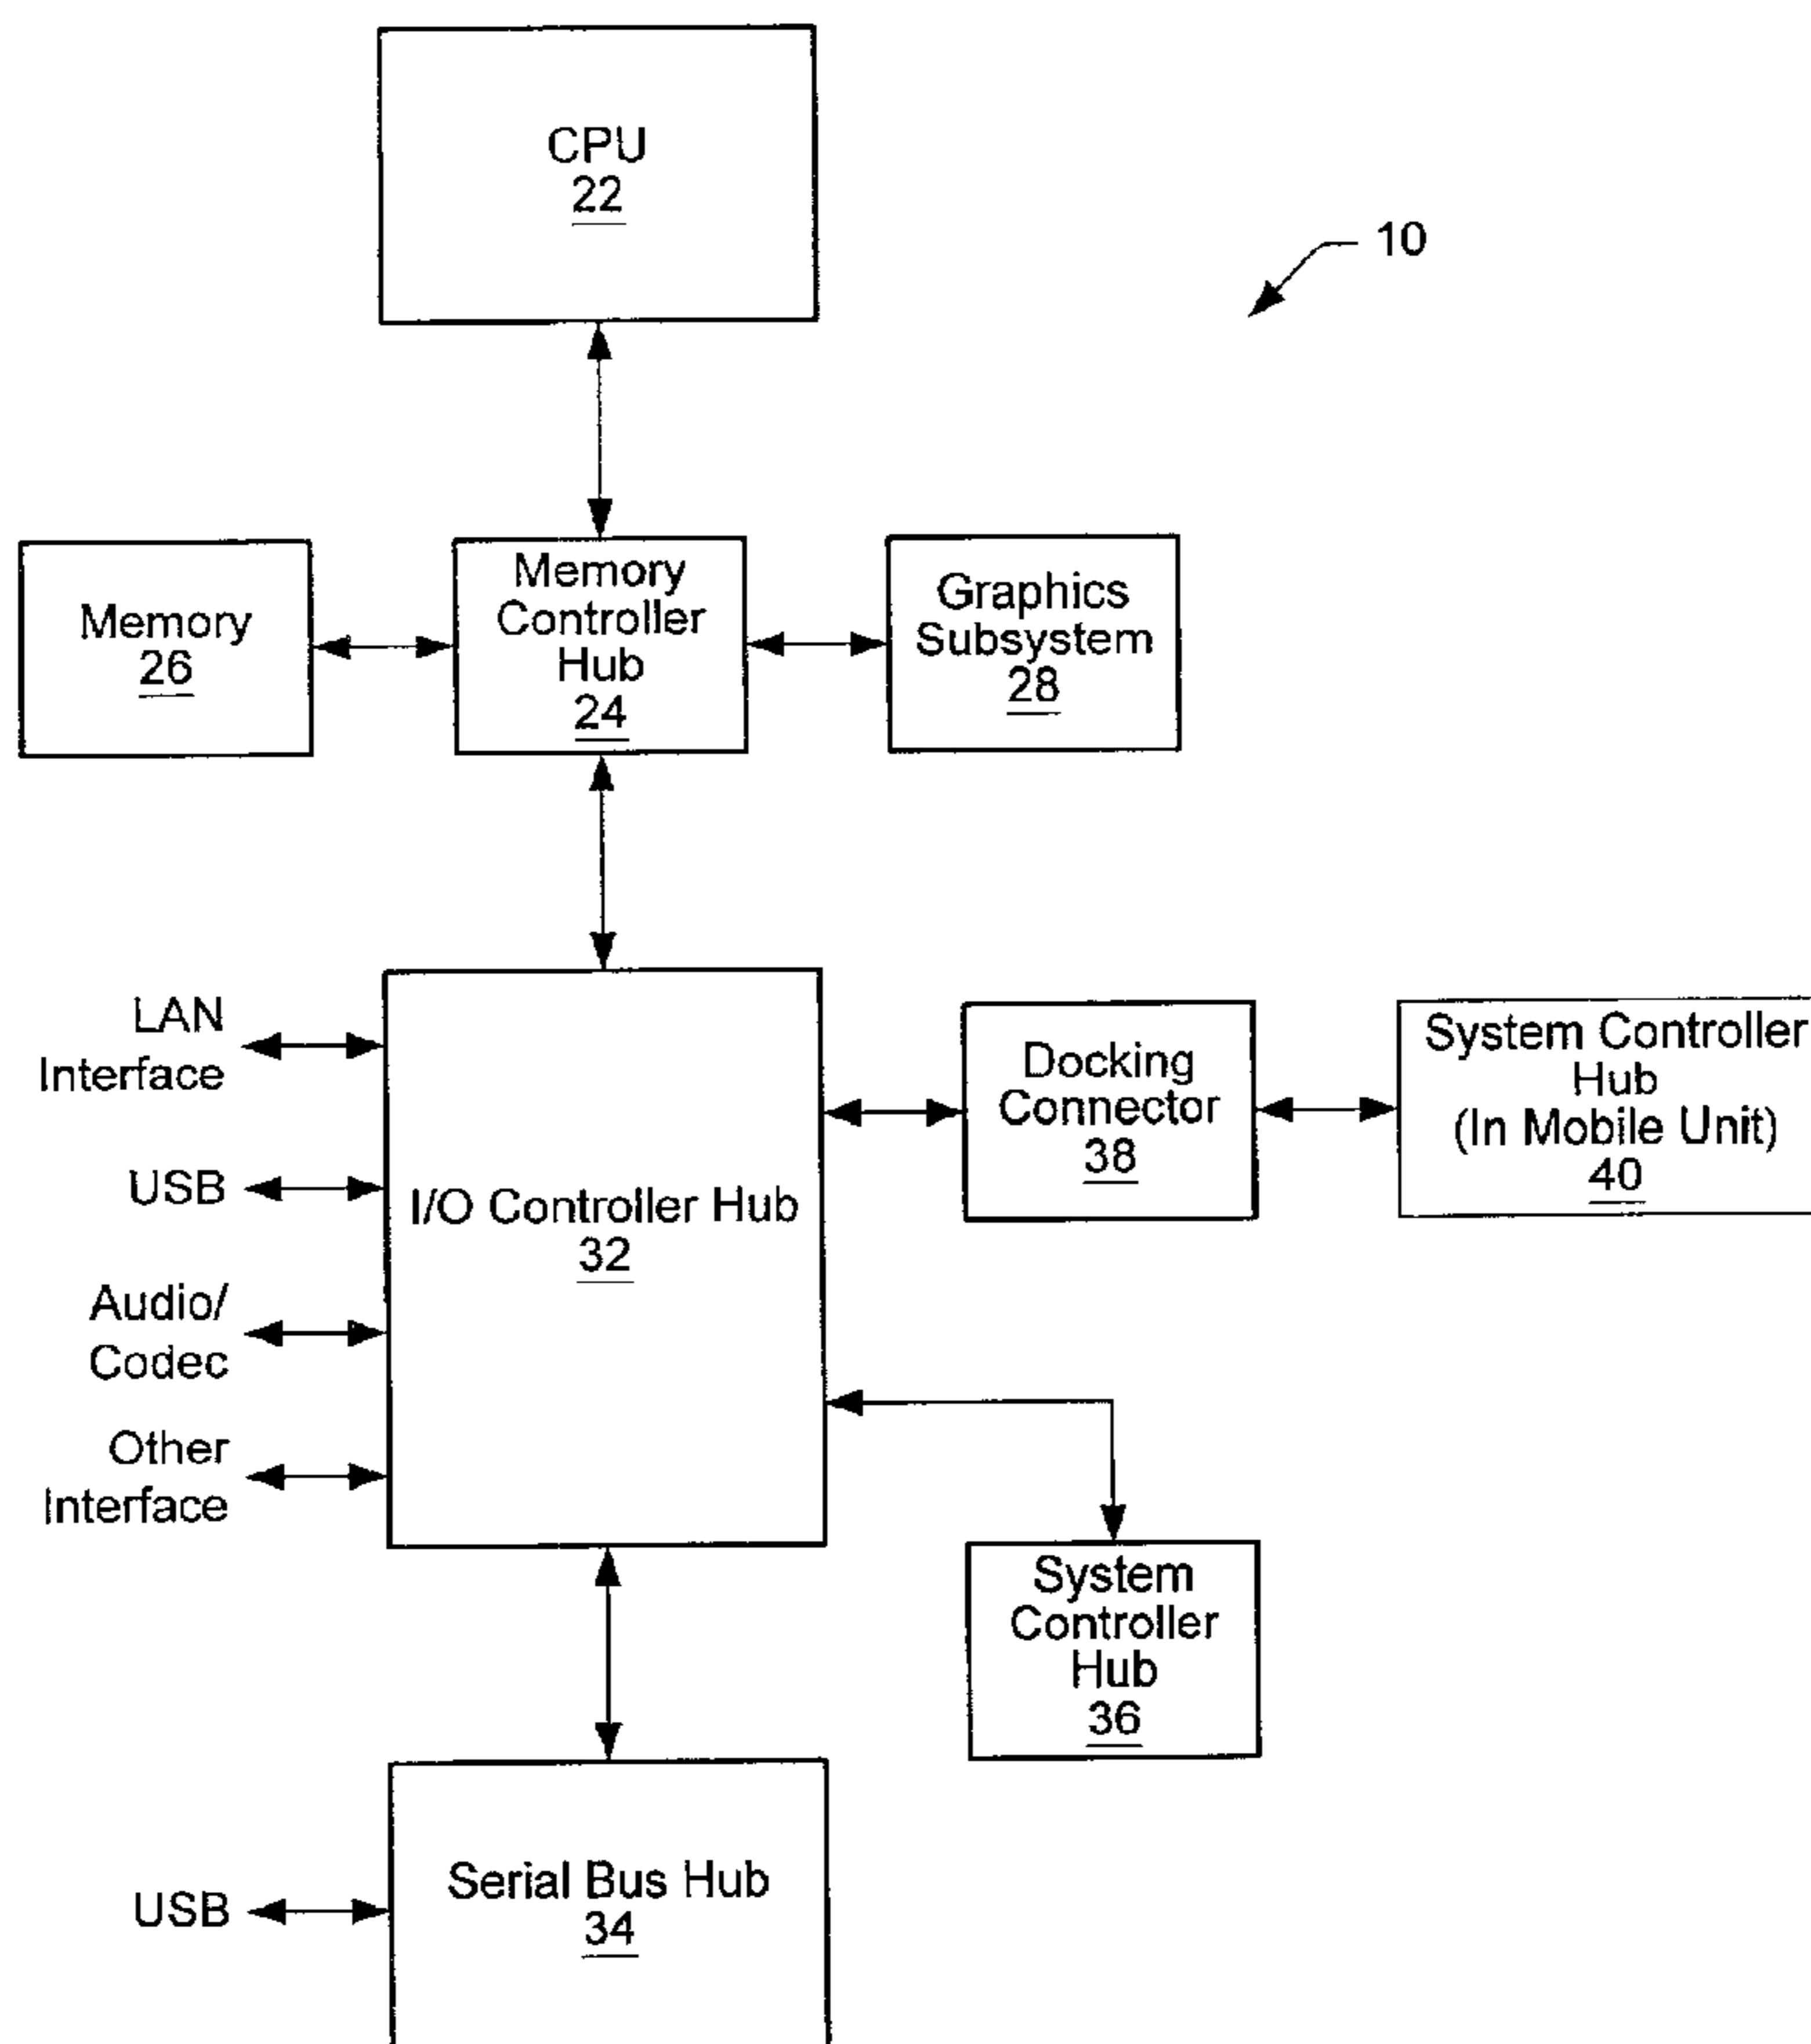 CPU
22
10
Memory
26
Memory
Controller
Hub
24
Graphics
Subsystem
28
LAN
Interface
USB
Audio/
Codec
Other
Interface
I/O Controller Hub
32
Docking
Connector
38
System Controller
Hub
(In Mobile Unit)
40
System
Controller
Hub
36
USB
Serial Bus Hub
34